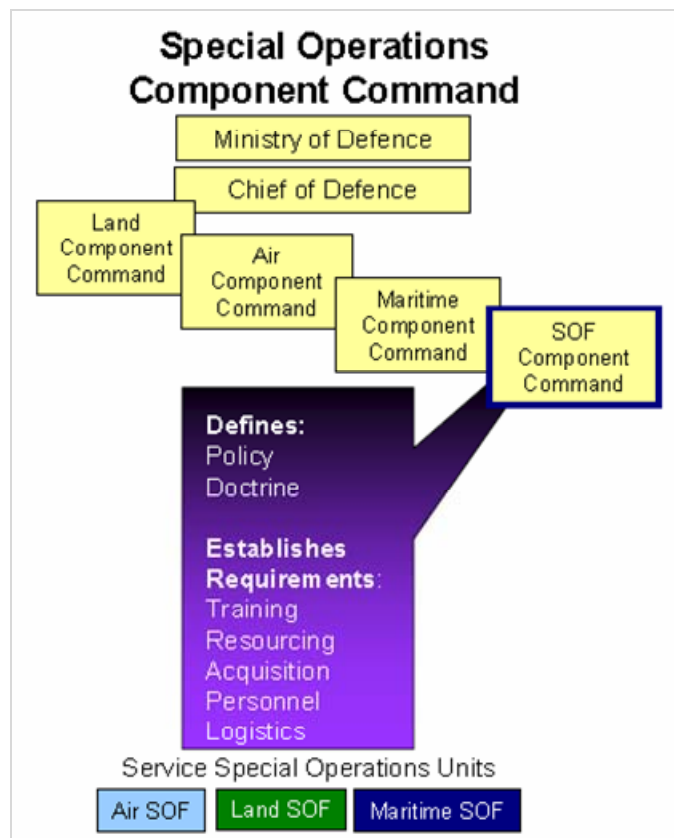 Special Operations
Component Command
Ministry of Defence
Chief of Defence
Land
Component
Command
Air
Component
Command
Maritime
Component
Command
SOF
Component
Command
Defines:
Policy
Doctrine
Establishes
Requirements:
Training
Resourcing
Acquisition
Personnel
Logistics
Service Special Operations Units
Air SOF
Land SOF
Maritime SOF